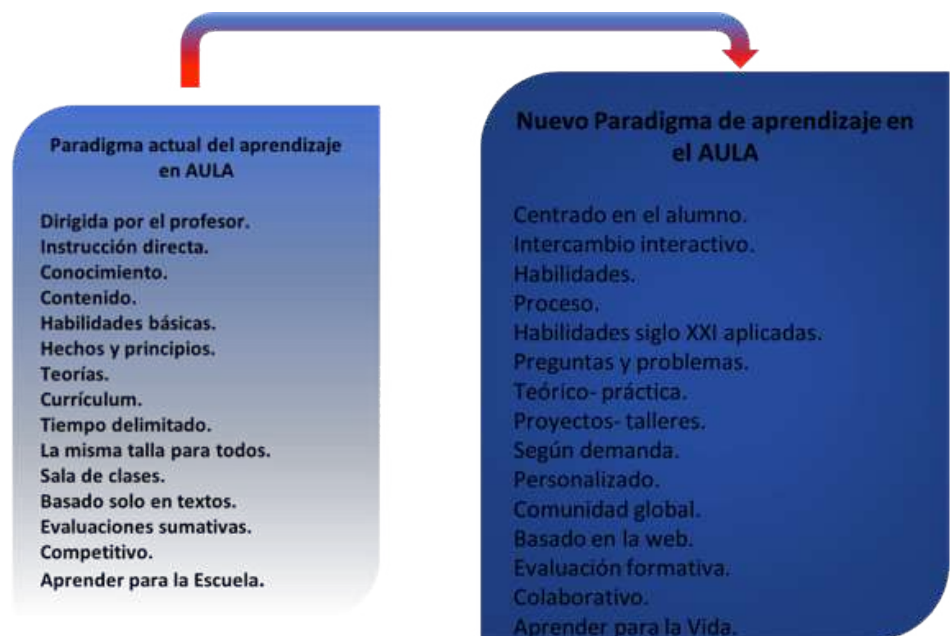 Paradigma actual del aprendizaje
en AULA
Dirigida por el profesor.
Instrucción directa.
Conocimiento.
Contenido.
Habilidades básicas.
Hechos y principios.
Teorías.
Currículum.
Tiempo delimitado.
La misma talla para todos.
Sala de clases.
Basado solo en textos.
Evaluaciones sumativas.
Competitivo.
Aprender para la Escuela.
Nuevo Paradigma de aprendizaje en
el AULA
Centrado en el alumno.
Intercambio interactivo.
Habilidades.
Proceso.
Habilidades siglo XXI aplicadas.
Preguntas y problemas.
Teórico- práctica.
Proyectos- talleres.
Según demanda.
Personalizado.
Comunidad global.
Basado en la web.
Evaluación formativa.
Colaborativo.
Aprender para la Vida.